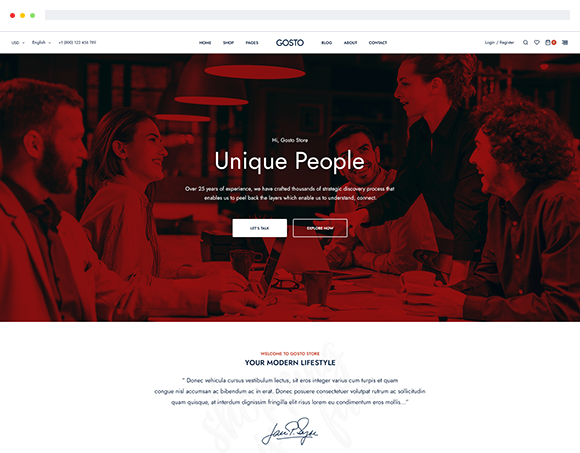 USD English +1 (800) 123 456 789 HOME SHOP PAGES GOSTO BLOG ABOUT CONTACT Login / Register
Hi, Gosto Store
Unique People
Over 25 years of experience, we have crafted thousands of strategic discovery process that
enables us to peel back the layers which enable us to understand, connect.
LET'S TALK EXPLORE NOW
WELCOME TO GOSTO STORE
YOUR MODERN LIFESTYLE
" Donec vehicula cursus vestibulum lectus, sit eros integer varius cum turpis et quam
congue nisl accumsan ac bibendum ac in erat. Donec posuere consectetuer volutpat rutrum ac sollicitudin
quam quisque, at interdum dignissim fringilla elit risus lorem eu condimentum eros mollis..."